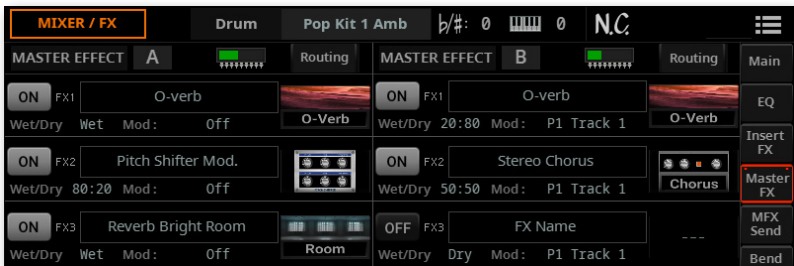 MIXER / FX Drum Pop Kit 1 Amb b/#: 0 0 N.C.
MASTER EFFECT A Routing MASTER EFFECT B Routing Main
ON FX1 O-verb O-Verb ON FX1 O-verb O-Verb EQ
Wet/Dry Wet Mod: Off Wet/Dry 20:80 Mod: P1 Track 1 Insert FX
ON FX2 Pitch Shifter Mod. ON FX2 Stereo Chorus Chorus Master FX
Wet/Dry 80:20 Mod: Off Wet/Dry 50:50 Mod: P1 Track 1
ON FX3 Reverb Bright Room Room OFF FX3 FX Name --- MFX Send
Wet/Dry Wet Mod: Off Wet/Dry Dry Mod: P1 Track 1 Bend